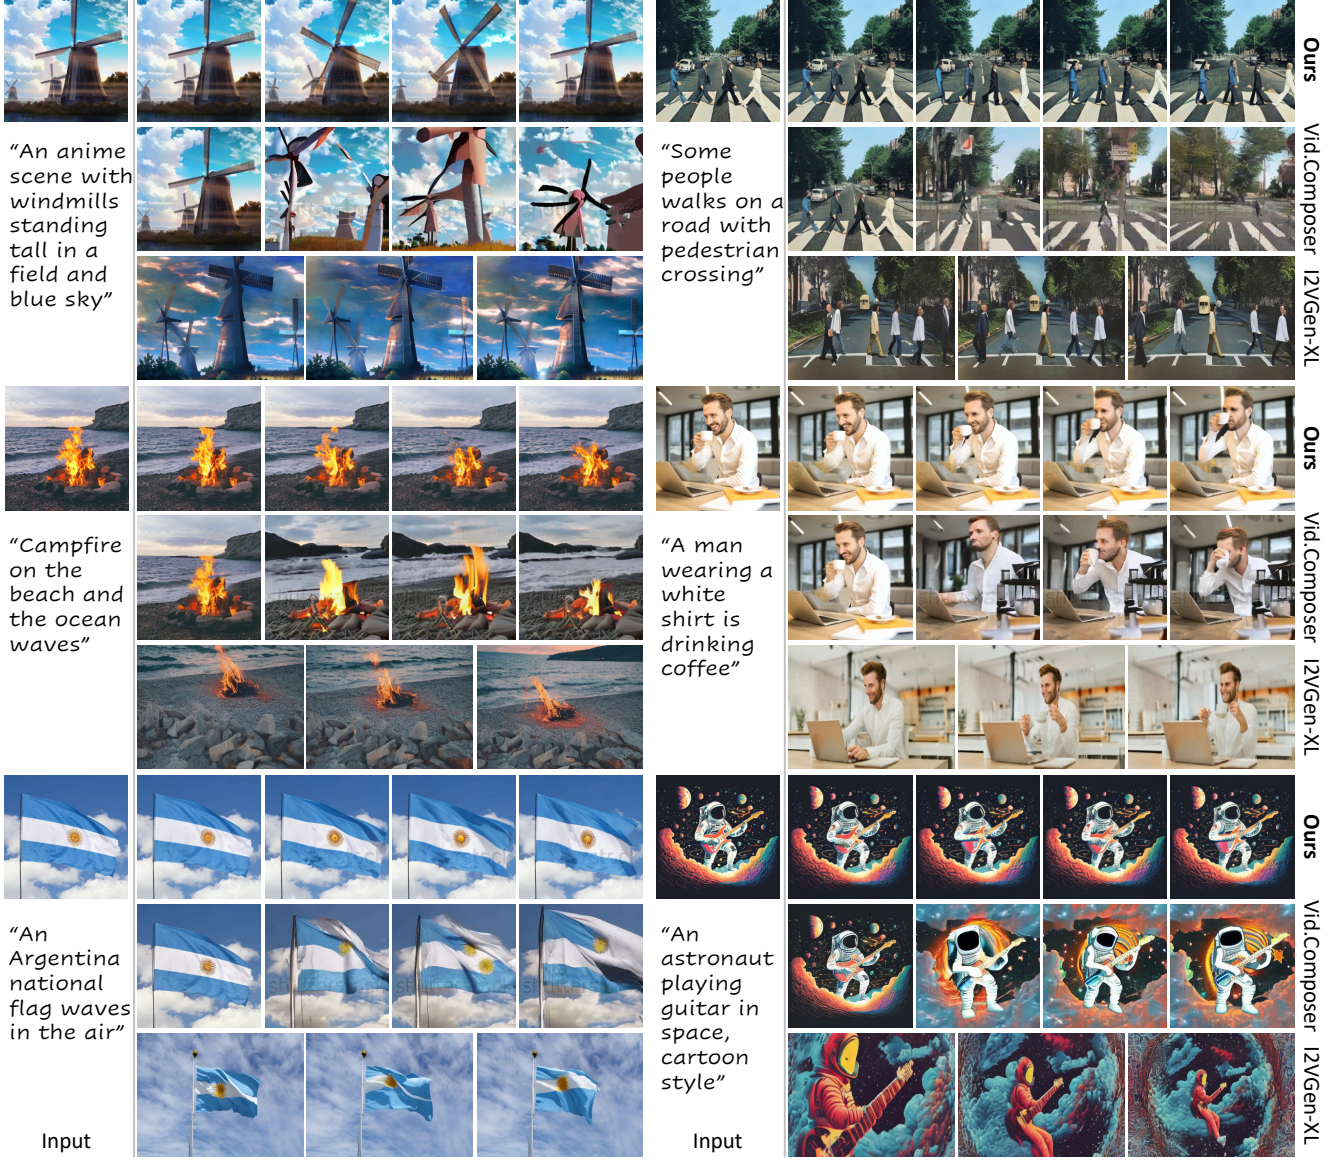 “An anime
scene with
windmills
standing
tall in a
field and
blue sky”
“Some
people
walks on a
road with
pedestrian
crossing”
Ours
Vid.Composer
I2VGen-XL
“Campfire
on the
beach and
the ocean
waves”
“A man
wearing a
white
shirt is
drinking
coffee”
Ours
Vid.Composer
I2VGen-XL
“An
Argentina
national
flag waves
in the air”
Input
“An
astronaut
playing
guitar in
space,
cartoon
style”
Input
Ours
Vid.Composer
I2VGen-XL